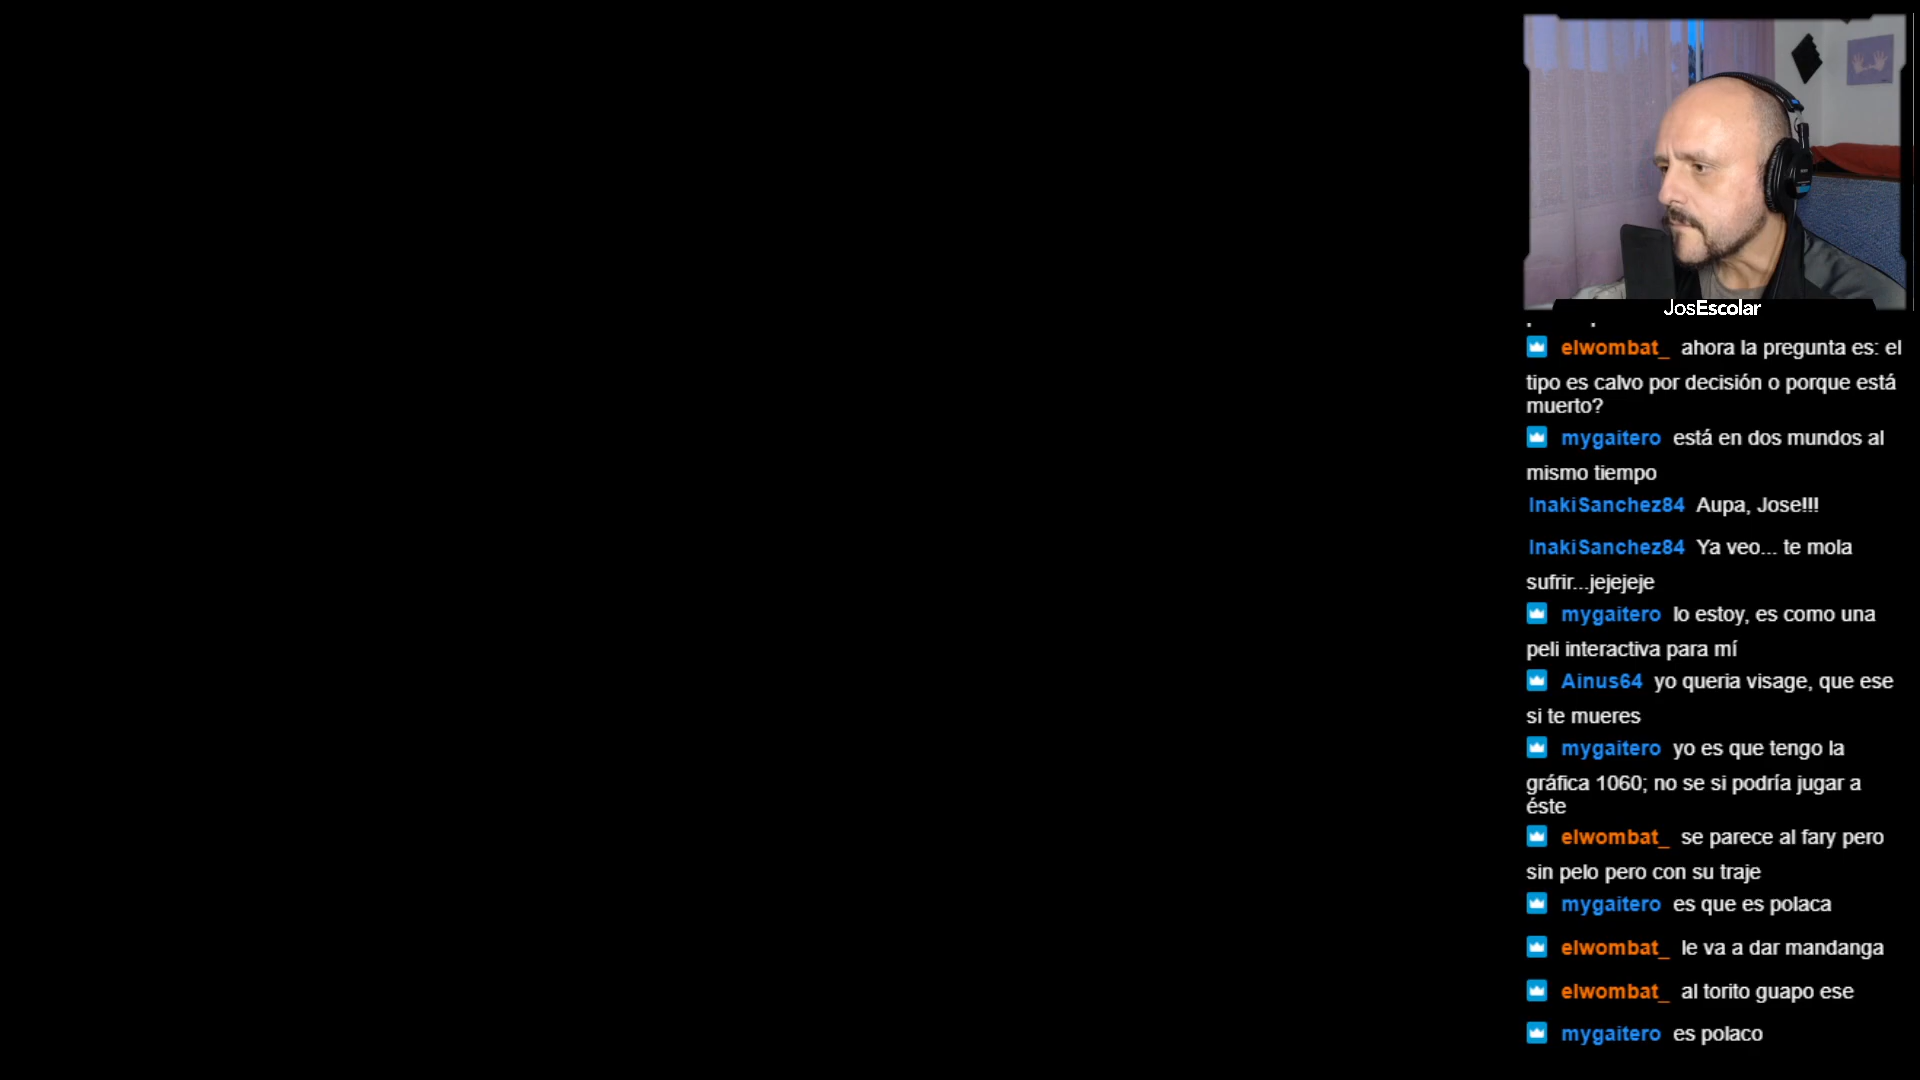 JosEscolar
elwombat_ ahora la pregunta es: el
tipo es calvo por decisión o porque está
muerto?
mygaitero está en dos mundos al
mismo tiempo
InakiSanchez84 Aupa, Jose!!!
InakiSanchez84 Ya veo... te mola
sufrir...jejejeje
mygaitero lo estoy, es como una
peli interactiva para mí
Ainus64 yo queria visage, que ese
si te mueres
mygaitero yo es que tengo la
gráfica 1060; no se si podría jugar a
éste
elwombat_ se parece al fary pero
sin pelo pero con su traje
mygaitero es que es polaca
elwombat_ le va a dar mandanga
elwombat_ al torito guapo ese
mygaitero es polaco